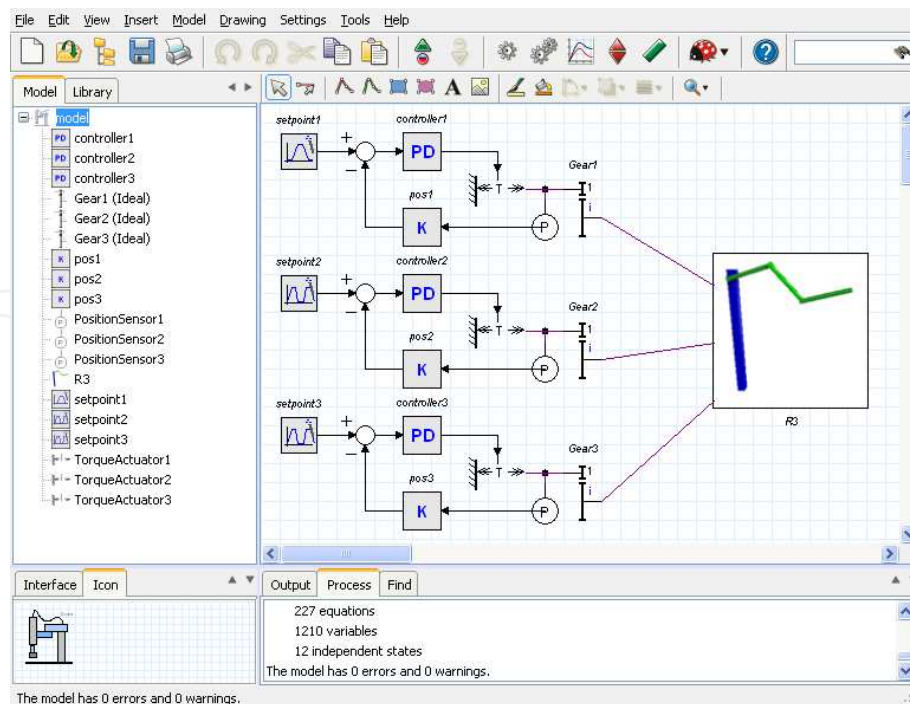 File Edit View Insert Model Drawing Settings Tools Help
Model Library
A
model
PD controller1
PD controller2
PD controller3
Gear1 (Ideal)
Gear2 (Ideal)
Gear3 (Ideal)
K pos1
K pos2
K pos3
P PositionSensor1
P PositionSensor2
P PositionSensor3
R3
setpoint1
setpoint2
setpoint3
TorqueActuator1
TorqueActuator2
TorqueActuator3
setpoint1 controller1
+ − PD
T Gear1
1
pos1 i
K P
setpoint2 controller2
+ − PD
T Gear2
1
pos2 i
K P
setpoint3 controller3
+ − PD
T Gear3
1
pos3 i
K P
R3
Interface Icon
Output Process Find
227 equations
1210 variables
12 independent states
The model has 0 errors and 0 warnings.
The model has 0 errors and 0 warnings.